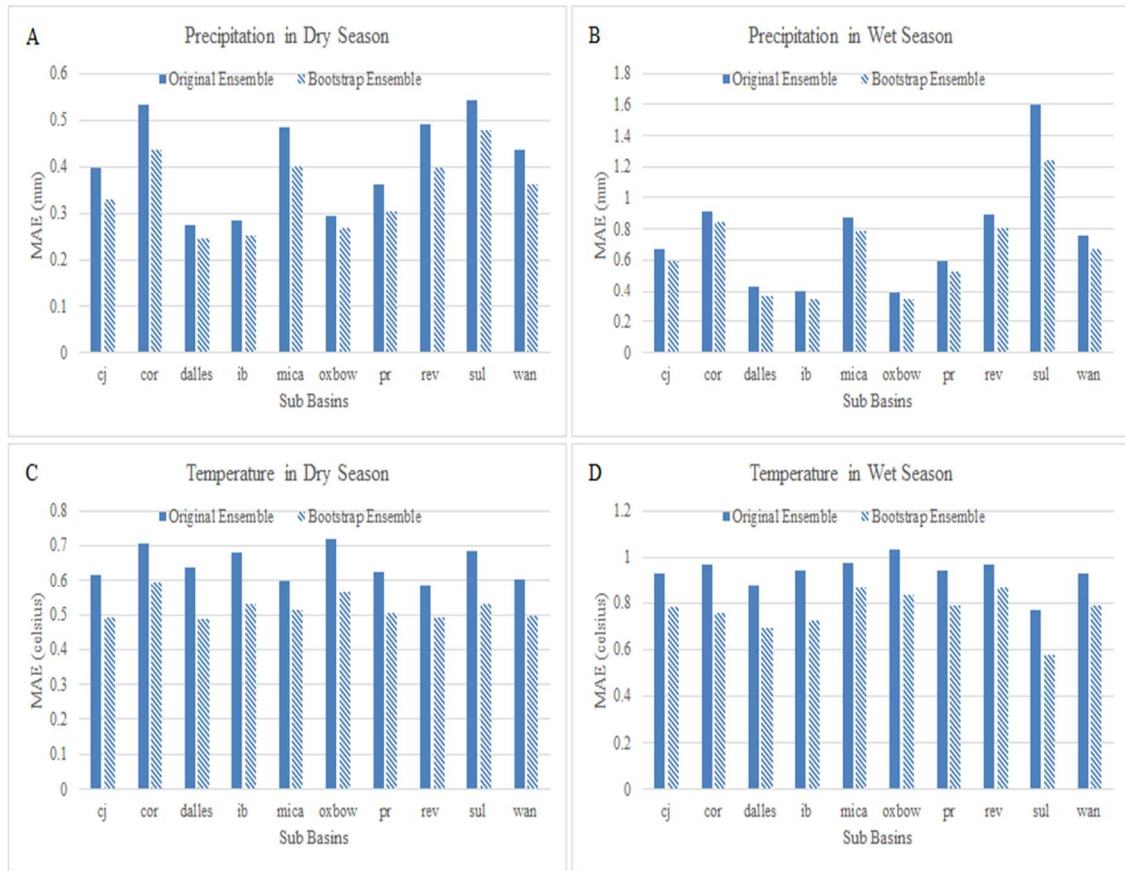 A
Precipitation in Dry Season
Original Ensemble Bootstrap Ensemble
0.6
0.5
0.4
0.3
0.2
0.1
0
MAE (mm)
cj cor dalles ib mica oxbow pr rev sul wan
Sub Basins
B
Precipitation in Wet Season
Original Ensemble Bootstrap Ensemble
1.8
1.6
1.4
1.2
1
0.8
0.6
0.4
0.2
0
MAE (mm)
cj cor dalles ib mica oxbow pr rev sul wan
Sub Basins
C
Temperature in Dry Season
Original Ensemble Bootstrap Ensemble
0.8
0.7
0.6
0.5
0.4
0.3
0.2
0.1
0
MAE (celsius)
cj cor dalles ib mica oxbow pr rev sul wan
Sub Basins
D
Temperature in Wet Season
Original Ensemble Bootstrap Ensemble
1.2
1
0.8
0.6
0.4
0.2
0
MAE (celsius)
cj cor dalles ib mica oxbow pr rev sul wan
Sub Basins